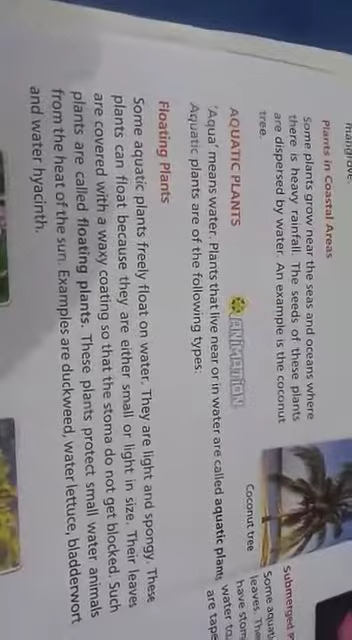 mangrove.
Plants in Coastal Areas
Some plants grow near the seas and oceans where
there is heavy rainfall. The seeds of these plants
are dispersed by water. An example is the coconut
tree.
Coconut tree
AQUATIC PLANTS
ANIMATION
'Aqua' means water. Plants that live near or in water are called aquatic plants
Aquatic plants are of the following types:
Floating Plants
Some aquatic plants freely float on water. They are light and spongy. These
plants can float because they are either small or light in size. Their leaves
are covered with a waxy coating so that the stoma do not get blocked. Such
plants are called floating plants. These plants protect small water animals
from the heat of the sun. Examples are duckweed, water lettuce, bladderwort
and water hyacinth.
Submerged
Some aquat
leaves. Th
have stom
water t
are tape